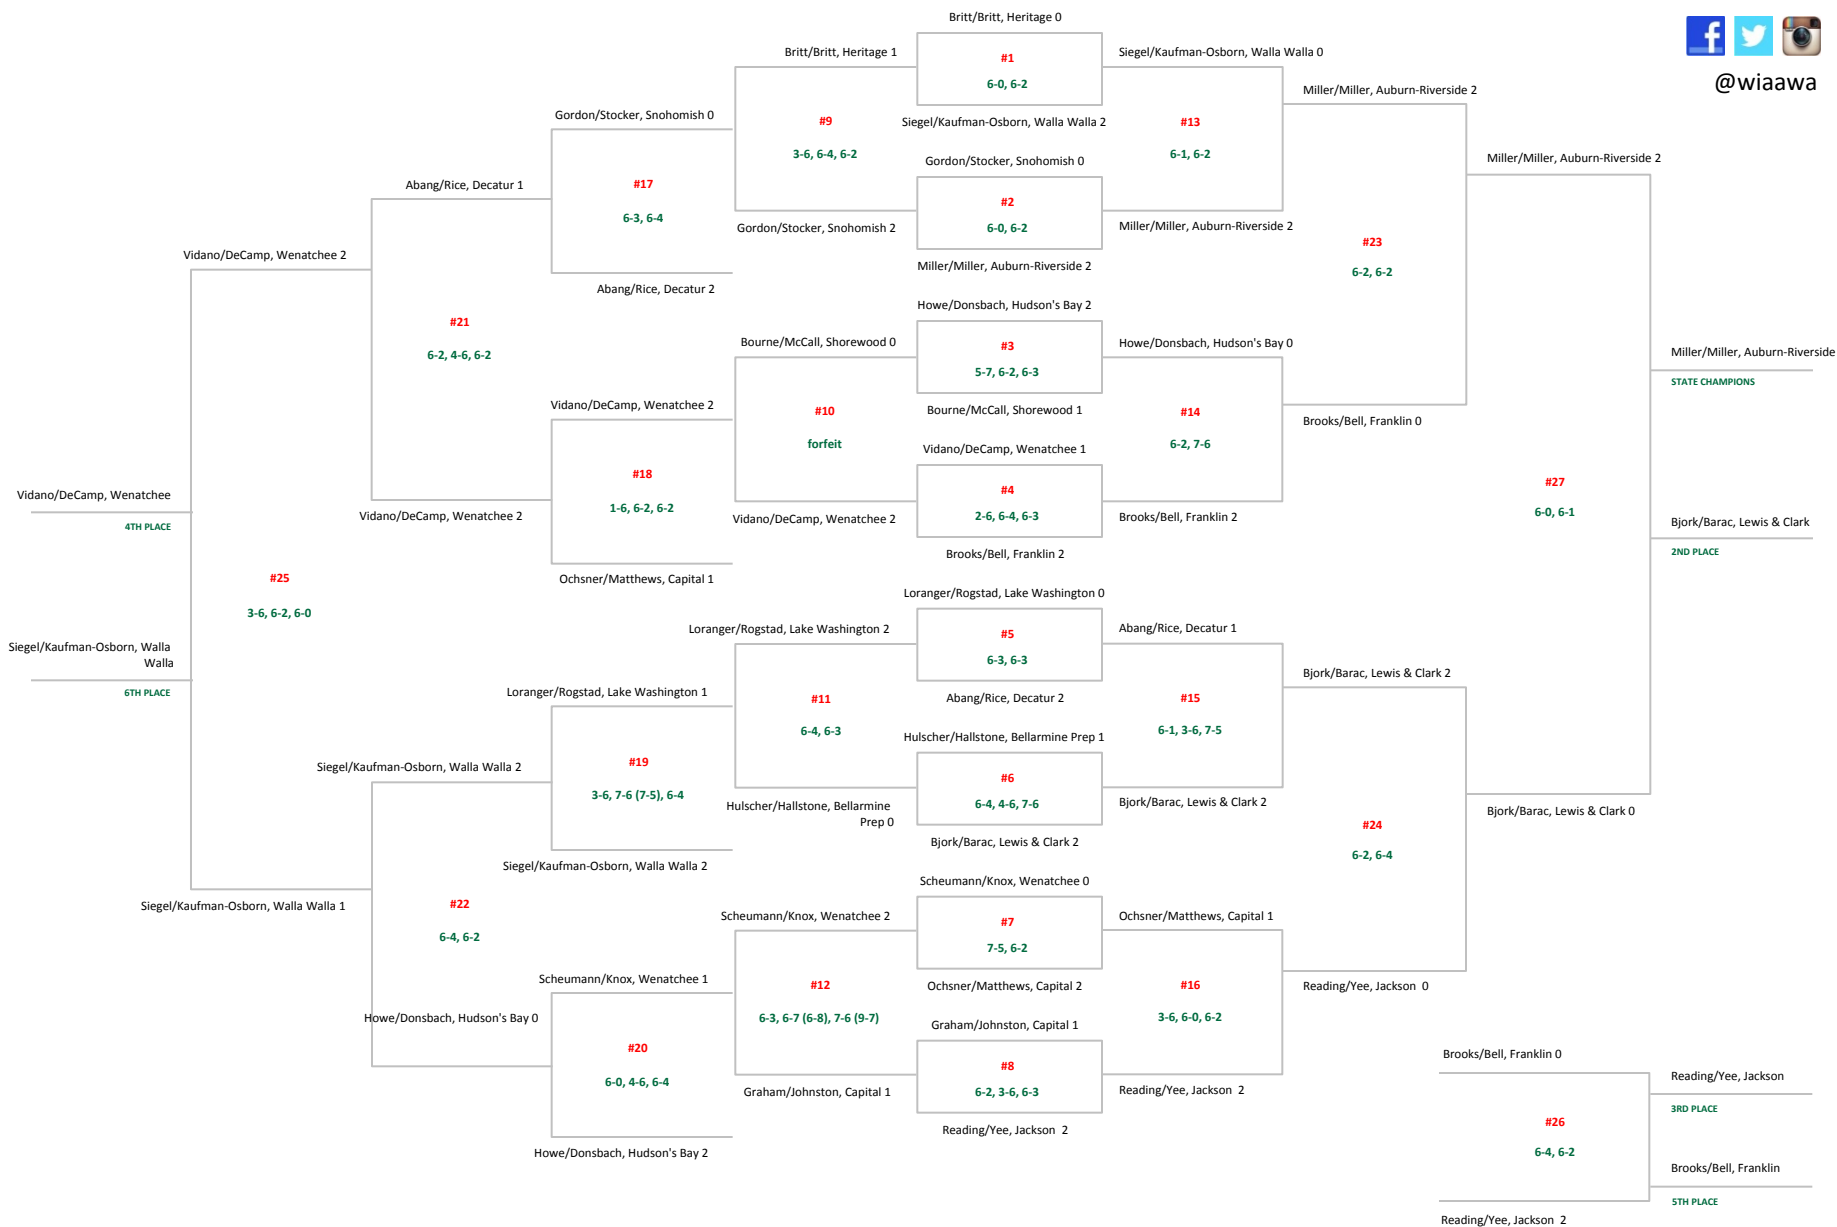 Britt/Britt, Heritage 0
Britt/Britt, Heritage 1
#1
Siegel/Kaufman-Osborn, Walla Walla 0
@wiaawa
6-0, 6-2
Miller/Miller, Auburn-Riverside 2
Gordon/Stocker, Snohomish 0
#9
Siegel/Kaufman-Osborn, Walla Walla 2
#13
3-6, 6-4, 6-2
6-1, 6-2
Gordon/Stocker, Snohomish 0
Miller/Miller, Auburn-Riverside 2
Abang/Rice, Decatur 1
#17
#2
6-3, 6-4
Gordon/Stocker, Snohomish 2
6-0, 6-2
Miller/Miller, Auburn-Riverside 2
#23
Vidano/DeCamp, Wenatchee 2
Miller/Miller, Auburn-Riverside 2
6-2, 6-2
Abang/Rice, Decatur 2
Howe/Donsbach, Hudson's Bay 2
#21
Bourne/McCall, Shorewood 0
#3
Howe/Donsbach, Hudson's Bay 0
Miller/Miller, Auburn-Riverside
6-2, 4-6, 6-2
5-7, 6-2, 6-3
STATE CHAMPIONS
Vidano/DeCamp, Wenatchee 2
#10
Bourne/McCall, Shorewood 1
#14
Brooks/Bell, Franklin 0
forfeit
6-2, 7-6
Vidano/DeCamp, Wenatchee 1
#18
#27
Vidano/DeCamp, Wenatchee
#4
1-6, 6-2, 6-2
6-0, 6-1
Vidano/DeCamp, Wenatchee 2
Vidano/DeCamp, Wenatchee 2
2-6, 6-4, 6-3
Brooks/Bell, Franklin 2
4TH PLACE
Bjork/Barac, Lewis & Clark
Brooks/Bell, Franklin 2
2ND PLACE
#25
Ochsner/Matthews, Capital 1
Loranger/Rogstad, Lake Washington 0
3-6, 6-2, 6-0
Loranger/Rogstad, Lake Washington 2
#5
Abang/Rice, Decatur 1
Siegel/Kaufman-Osborn, Walla
Walla
6-3, 6-3
Bjork/Barac, Lewis & Clark 2
6TH PLACE
Loranger/Rogstad, Lake Washington 1
#11
Abang/Rice, Decatur 2
#15
6-4, 6-3
6-1, 3-6, 7-5
Hulscher/Hallstone, Bellarmine Prep 1
Siegel/Kaufman-Osborn, Walla Walla 2
#19
#6
3-6, 7-6 (7-5), 6-4
Hulscher/Hallstone, Bellarmine
Prep 0
6-4, 4-6, 7-6
Bjork/Barac, Lewis & Clark 2
Bjork/Barac, Lewis & Clark 0
#24
Bjork/Barac, Lewis & Clark 2
6-2, 6-4
Siegel/Kaufman-Osborn, Walla Walla 2
Scheumann/Knox, Wenatchee 0
Siegel/Kaufman-Osborn, Walla Walla 1
#22
Scheumann/Knox, Wenatchee 2
#7
Ochsner/Matthews, Capital 1
6-4, 6-2
7-5, 6-2
Scheumann/Knox, Wenatchee 1
#12
Ochsner/Matthews, Capital 2
#16
Reading/Yee, Jackson 0
Howe/Donsbach, Hudson's Bay 0
6-3, 6-7 (6-8), 7-6 (9-7)
3-6, 6-0, 6-2
Graham/Johnston, Capital 1
#20
Brooks/Bell, Franklin 0
#8
Reading/Yee, Jackson
6-0, 4-6, 6-4
Graham/Johnston, Capital 1
6-2, 3-6, 6-3
Reading/Yee, Jackson 2
3RD PLACE
Reading/Yee, Jackson 2
#26
Howe/Donsbach, Hudson's Bay 2
6-4, 6-2
Brooks/Bell, Franklin
5TH PLACE
Reading/Yee, Jackson 2